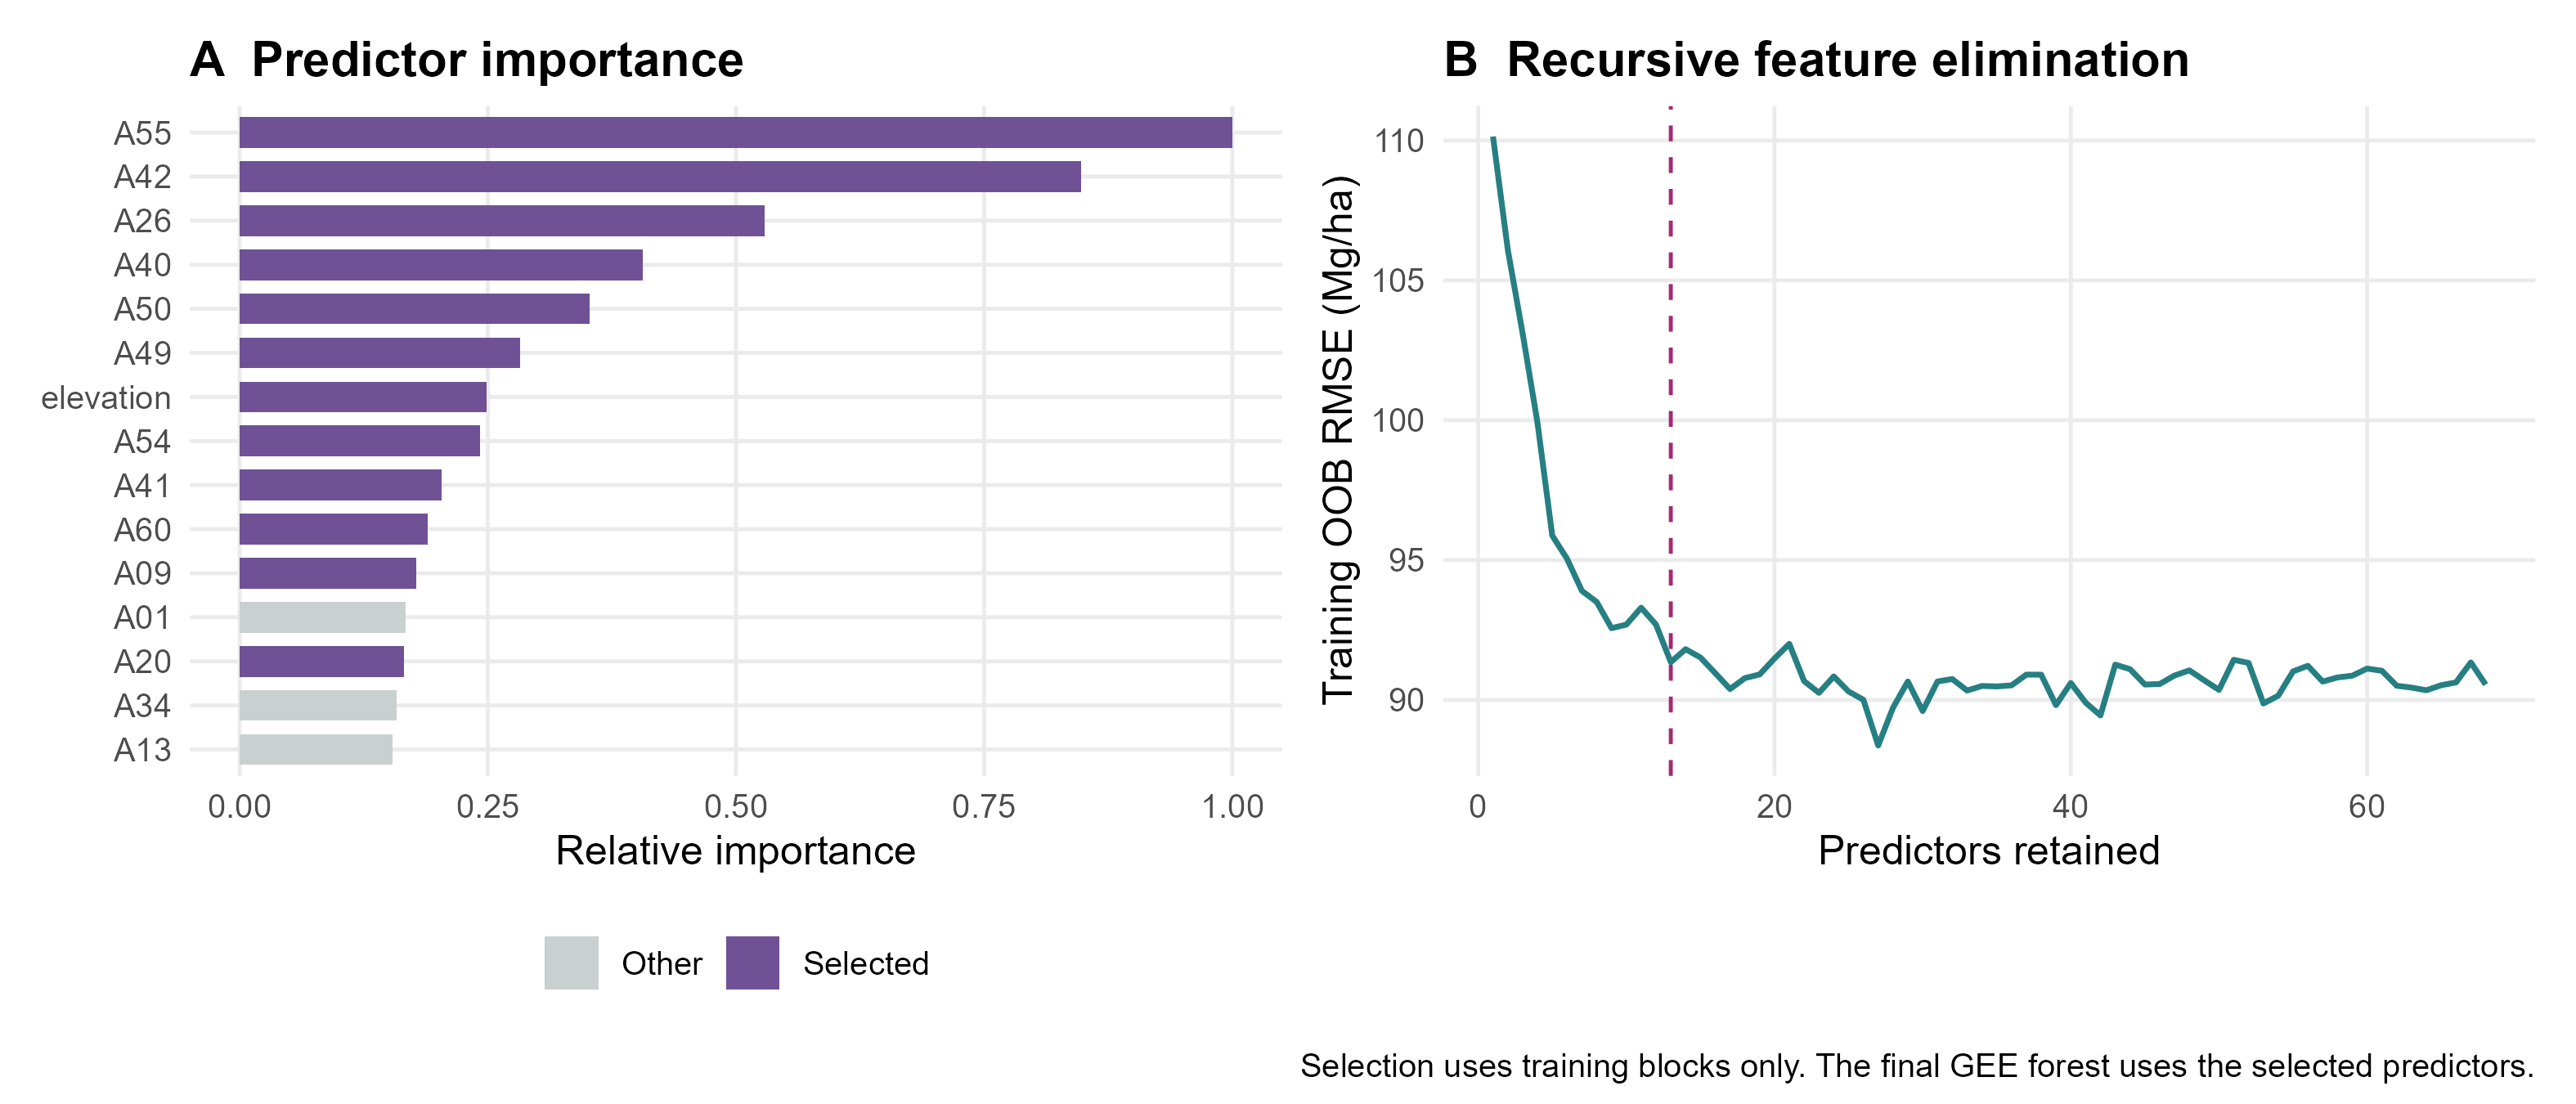 A Predictor importance
A55
A42
A26
A40
A50
A49
elevation
A54
A41
A60
A09
A01
A20
A34
A13
0.00 0.25 0.50 0.75 1.00
Relative importance
Other Selected
B Recursive feature elimination
Training OOB RMSE (Mg/ha)
110
105
100
95
90
0 20 40 60
Predictors retained
Selection uses training blocks only. The final GEE forest uses the selected predictors.